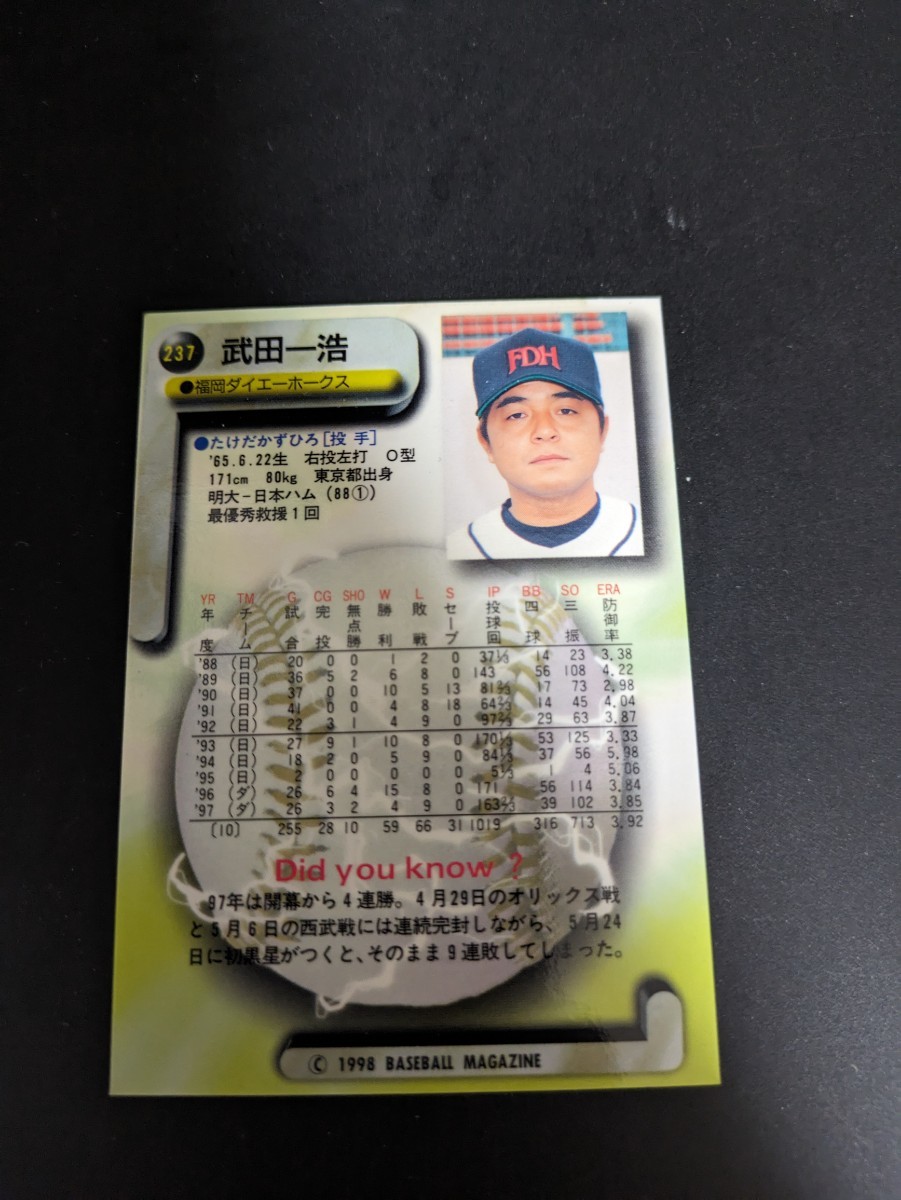 237 武田一浩
●福岡ダイエーホークス
FDH
●たけだかずひろ[投 手]
'65.6.22生 右投左打 O型
171cm 80kg 東京都出身
明大－日本ハム (88①)
最優秀救援1回
YR TM G CG SHO W L S IP BB SO ERA
年度 チーム 試合 完投 無点勝 勝利 敗戦 セーブ 投球回 四球 三振 防御率
'88 (日) 20 0 0 1 2 0 37⅓ 14 23 3.38
'89 (日) 36 5 2 6 8 0 143 56 108 4.22
'90 (日) 37 0 0 10 5 13 81⅔ 17 73 2.98
'91 (日) 41 0 0 4 8 18 64⅔ 14 45 4.04
'92 (日) 22 3 1 4 9 0 97⅔ 29 63 3.87
'93 (日) 27 9 1 10 8 0 170⅓ 53 125 3.33
'94 (日) 18 2 0 5 9 0 84⅓ 37 56 5.98
'95 (日) 2 0 0 0 0 0 5⅓ 1 4 5.06
'96 (ダ) 26 6 4 15 8 0 171 56 114 3.84
'97 (ダ) 26 3 2 4 9 0 163⅔ 39 102 3.85
〔10〕 255 28 10 59 66 31 1019 316 713 3.92
Did you know ?
97年は開幕から4連勝。4月29日のオリックス戦
と5月6日の西武戦には連続完封しながら、5月24
日に初黒星がつくと、そのまま9連敗してしまった。
© 1998 BASEBALL MAGAZINE